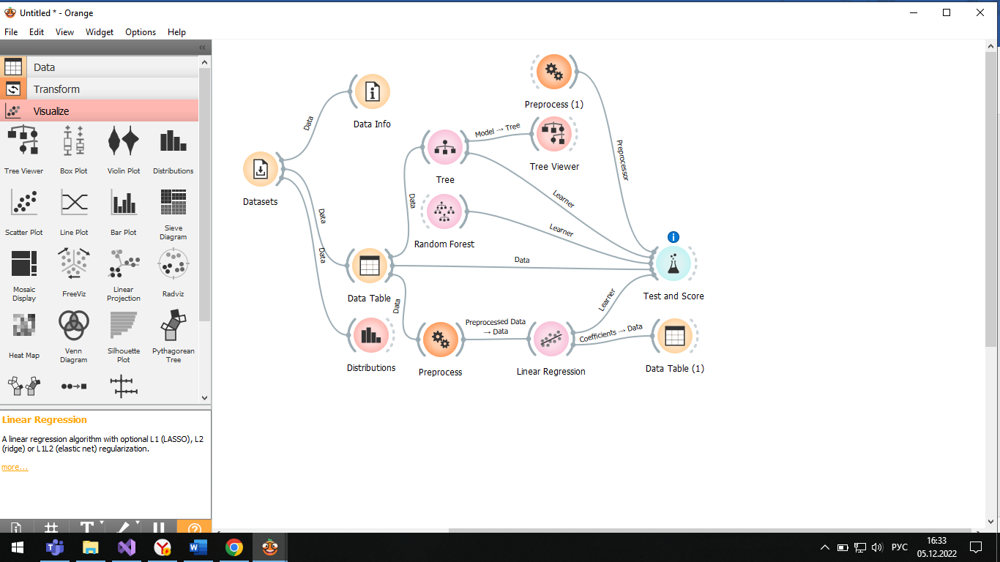 Untitled * - Orange
File Edit View Widget Options Help
Data
Transform
Visualize
Tree Viewer
Box Plot
Violin Plot
Distributions
Scatter Plot
Line Plot
Bar Plot
Sieve
Diagram
Mosaic
Display
FreeViz
Linear
Projection
Radviz
Heat Map
Venn
Diagram
Silhouette
Plot
Pythagorean
Tree
Linear Regression
A linear regression algorithm with optional L1 (LASSO), L2
(ridge) or L1L2 (elastic net) regularization.
more...
Preprocess (1)
Data
Data Info
Model → Tree
Tree Viewer
Preprocessor
Tree
Datasets
Data
Learner
Data
Random Forest
Learner
Data
Data
Data Table
Test and Score
Data
Learner
Distributions
Preprocess
Preprocessed Data
→ Data
Linear Regression
Coefficients → Data
Data Table (1)
РУС
16:33
05.12.2022